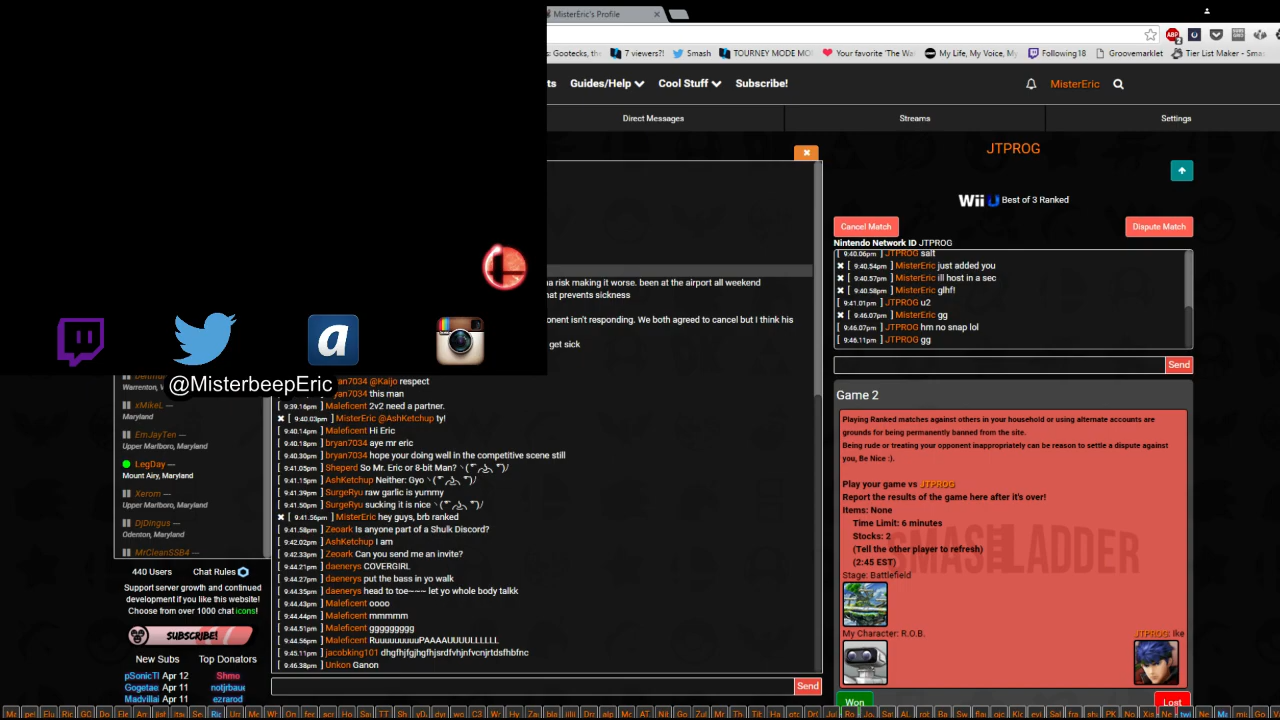 MisterEric's Profile
: Gootecks, the
7 viewers?!
Smash
TOURNEY MODE MO
Your favorite 'The Wa
My Life, My Voice, My
Following18
Groovemarklet
Tier List Maker - Smas
ts
Guides/Help
Cool Stuff
Subscribe!
MisterEric
Direct Messages
Streams
Settings
JTPROG
Wii U Best of 3 Ranked
Cancel Match
Dispute Match
Nintendo Network ID JTPROG
[ 9:40.06pm ] JTPROG salt
[ 9:40.54pm ] MisterEric just added you
[ 9:40.57pm ] MisterEric ill host in a sec
[ 9:40.58pm ] MisterEric glhf!
[ 9:41.01pm ] JTPROG u2
[ 9:46.07pm ] MisterEric gg
[ 9:46.07pm ] JTPROG hm no snap lol
[ 9:46.11pm ] JTPROG gg
Send
na risk making it worse. been at the airport all weekend
hat prevents sickness
onent isn't responding. We both agreed to cancel but I think his
get sick
@MisterbeepEric
ryan7034 @Kaijo respect
ryan7034 this man
[ 9:39.16pm ] Maleficent 2v2 need a partner.
[ 9:40.03pm ] MisterEric @AshKetchup ty!
[ 9:40.14pm ] Maleficent Hi Eric
[ 9:40.18pm ] bryan7034 aye mr eric
[ 9:40.30pm ] bryan7034 hope your doing well in the competitive scene still
[ 9:41.05pm ] Sheperd So Mr. Eric or 8-bit Man?
[ 9:41.15pm ] AshKetchup Neither: Gyo
[ 9:41.39pm ] SurgeRyu raw garlic is yummy
[ 9:41.50pm ] SurgeRyu sucking it is nice
[ 9:41.56pm ] MisterEric hey guys, brb ranked
[ 9:41.58pm ] Zeoark Is anyone part of a Shulk Discord?
[ 9:42.02pm ] AshKetchup I am
[ 9:42.33pm ] Zeoark Can you send me an invite?
[ 9:44.21pm ] daenerys COVERGIRL
[ 9:44.27pm ] daenerys put the bass in yo walk
[ 9:44.35pm ] daenerys head to toe~~~ let yo whole body talkk
[ 9:44.43pm ] Maleficent oooo
[ 9:44.44pm ] Maleficent mmmmm
[ 9:44.51pm ] Maleficent ggggggggg
[ 9:44.56pm ] Maleficent RuuuuuuuuuPAAAAUUUULLLLLL
[ 9:45.11pm ] jacobking101 dhgfhjfgjhgfhjsrdfvhjnfvcnjrtdsfhbfnc
[ 9:46.38pm ] Unkon Ganon
Send
Warrenton, V
xMikeL —
Maryland
EmJayTen —
Upper Marlboro, Maryland
LegDay —
Mount Airy, Maryland
Xerom —
Upper Marlboro, Maryland
DjDingus —
Odenton, Maryland
MrCleanSSB4 —
440 Users
Chat Rules
Support server growth and continued
development if you like this website!
Choose from over 1000 chat icons!
SUBSCRIBE!
New Subs
Top Donators
pSonicTl Apr 12
Shmo
Gogetae Apr 11
notjrbaue
Madvillai Apr 11
ezrarod
Game 2
Playing Ranked matches against others in your household or using alternate accounts are
grounds for being permanently banned from the site.
Being rude or treating your opponent inappropriately can be reason to settle a dispute against
you, Be Nice :).
Play your game vs JTPROG
Report the results of the game here after it's over!
Items: None
Time Limit: 6 minutes
Stocks: 2
(Tell the other player to refresh)
(2:45 EST)
SMASHLADDER
Stage: Battlefield
My Character: R.O.B.
JTPROG: Ike
Won
Lost